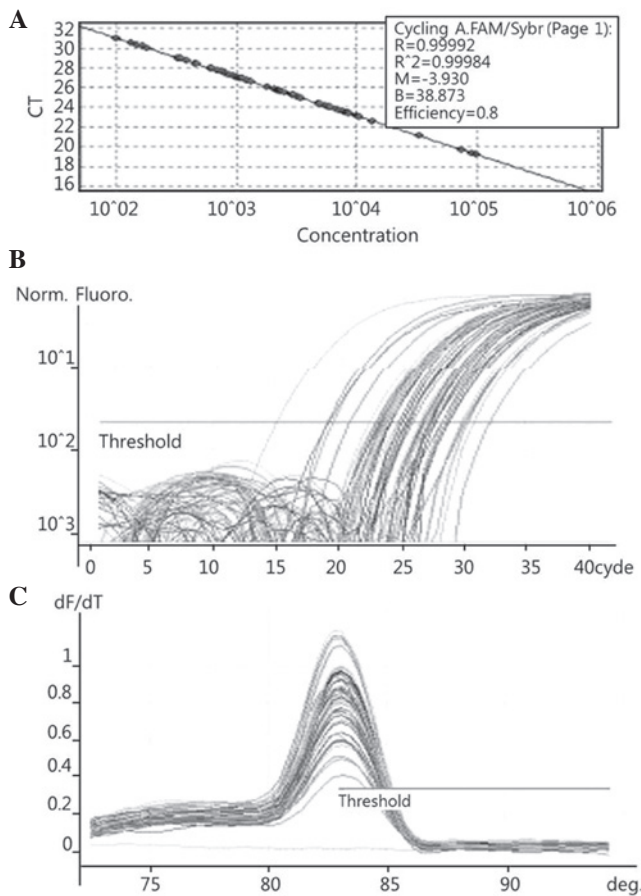 A
CT
32
30
28
26
24
22
20
18
16
Cycling A.FAM/Sybr (Page 1):
R=0.99992
R^2=0.99984
M=-3.930
B=38.873
Efficiency=0.8
10^02 10^03 10^04 10^05 10^06
Concentration
B
Norm. Fluoro.
10^1
Threshold
10^2
10^3
0 5 10 15 20 25 30 35 40cyde
C
dF/dT
1
0.8
0.6
0.4
Threshold
0.2
0
75 80 85 90 deg.